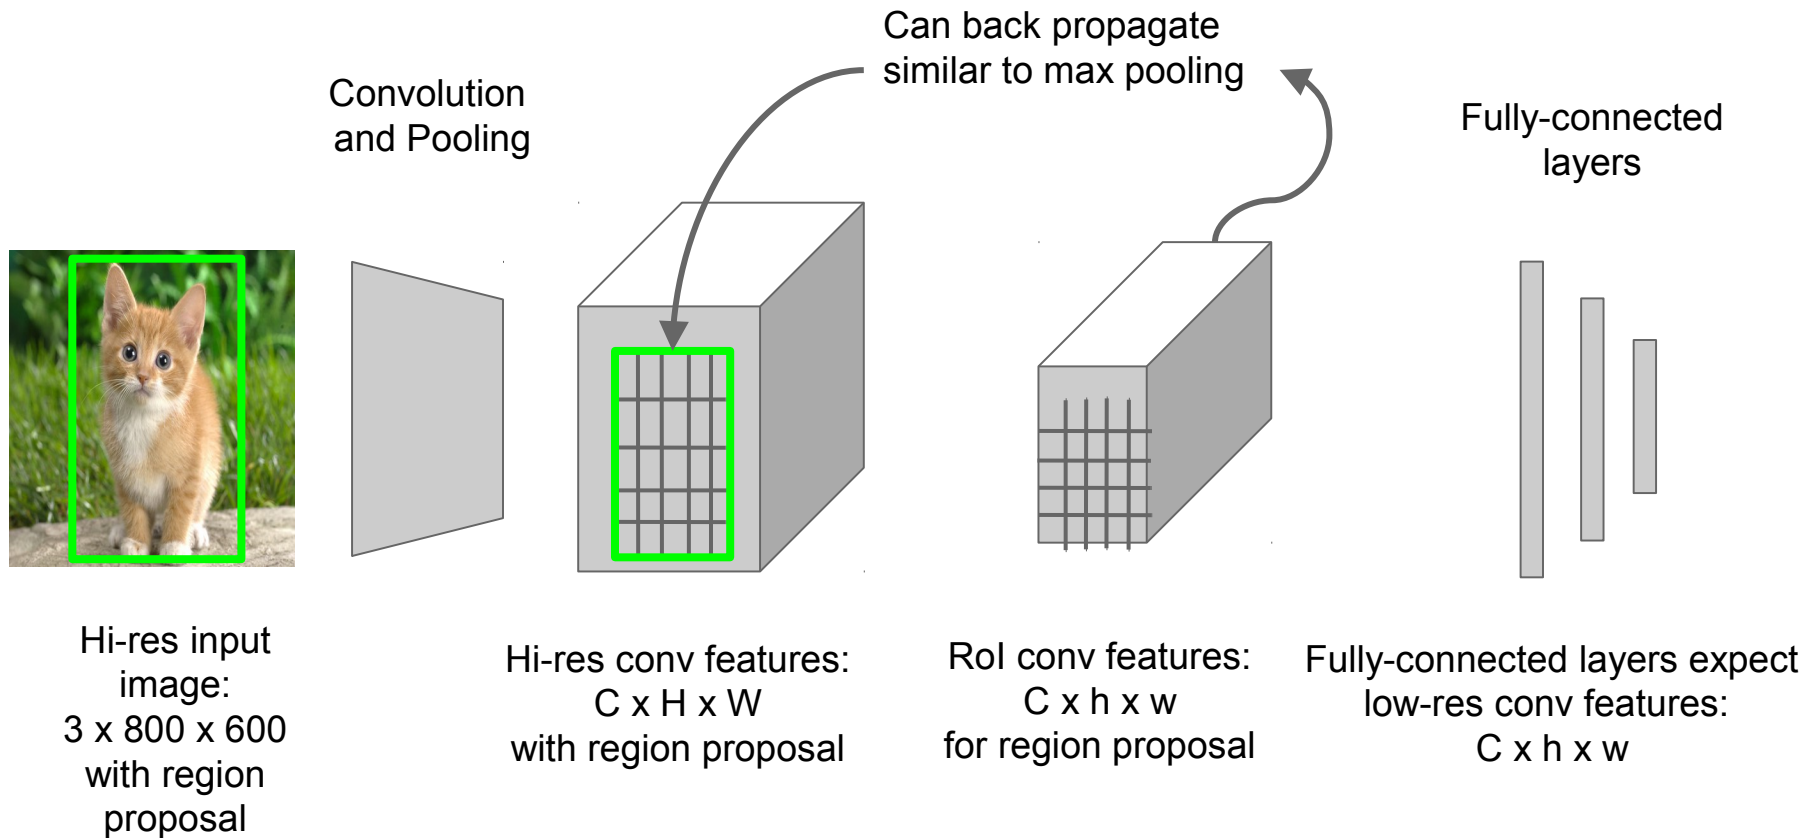 Can back propagate
similar to max pooling
Convolution
and Pooling
Fully-connected
layers
Hi-res input
image:
3 x 800 x 600
with region
proposal
Hi-res conv features:
C x H x W
with region proposal
RoI conv features:
C x h x w
for region proposal
Fully-connected layers expect
low-res conv features:
C x h x w